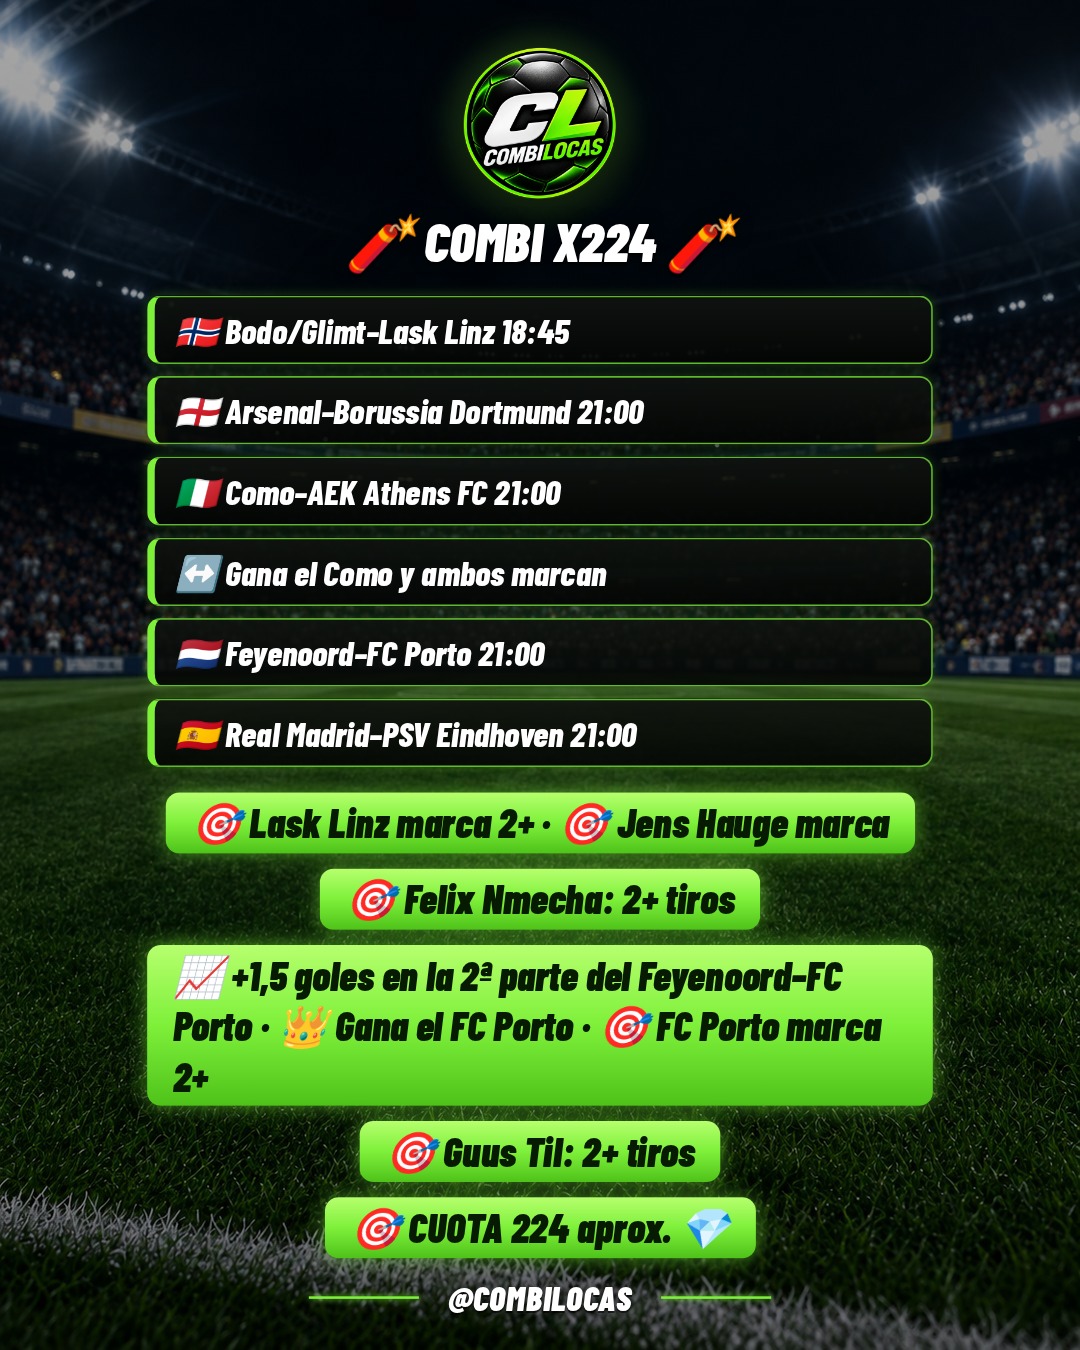 CL
COMBILOCAS
🧨 COMBI X224 🧨
🇳🇴 Bodo/Glimt-Lask Linz 18:45
🏴󠁧󠁢󠁥󠁮󠁧󠁿 Arsenal-Borussia Dortmund 21:00
🇮🇹 Como-AEK Athens FC 21:00
↔️ Gana el Como y ambos marcan
🇳🇱 Feyenoord-FC Porto 21:00
🇪🇸 Real Madrid-PSV Eindhoven 21:00
🎯 Lask Linz marca 2+ · 🎯 Jens Hauge marca
🎯 Felix Nmecha: 2+ tiros
📈 +1,5 goles en la 2ª parte del Feyenoord-FC
Porto · 👑 Gana el FC Porto · 🎯 FC Porto marca
2+
🎯 Guus Til: 2+ tiros
🎯 CUOTA 224 aprox. 💎
@COMBILOCAS